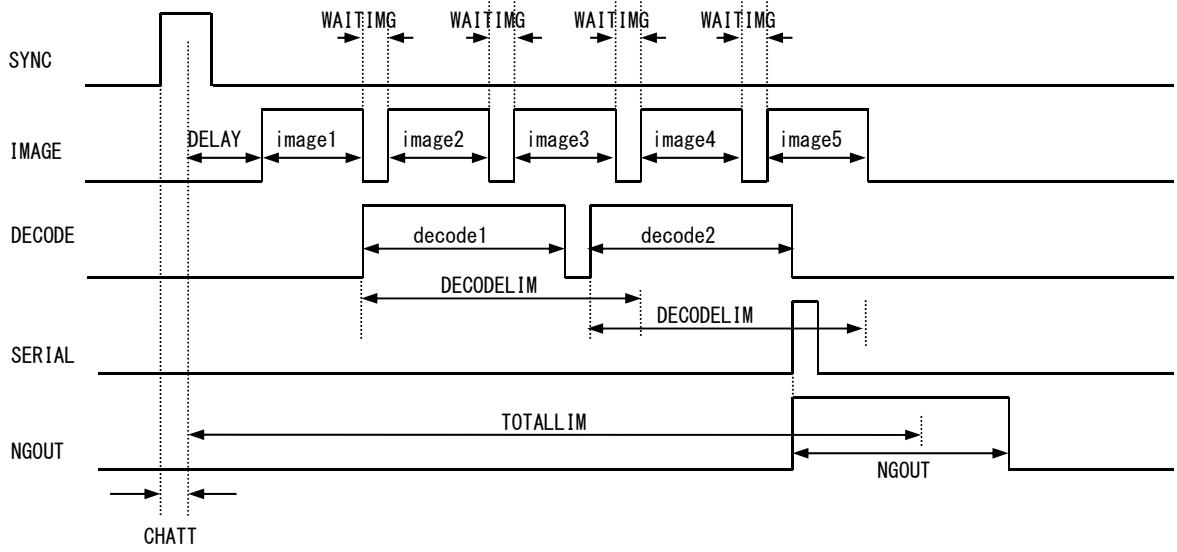 WAITIMG WAITIMG WAITIMG WAITIMG
SYNC
IMAGE
DELAY image1 image2 image3 image4 image5
DECODE
decode1 decode2
DECODELIM
DECODELIM
SERIAL
TOTALLIM
NGOUT
NGOUT
CHATT